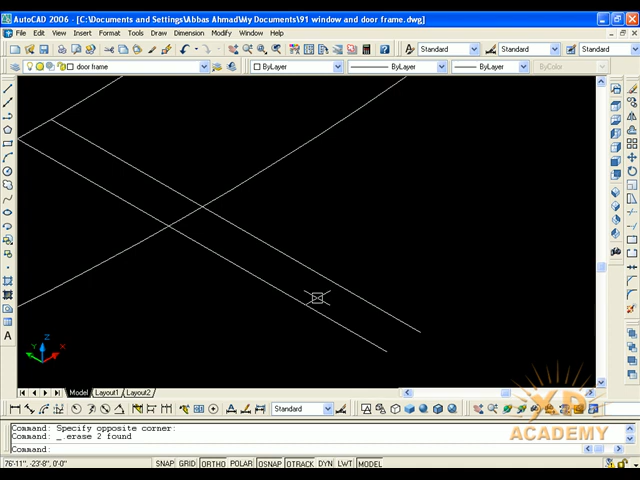 AutoCAD 2006 - [C:\Documents and Settings\Abbas Ahmad\My Documents\91 window and door frame.dwg]
File Edit View Insert Format Tools Draw Dimension Modify Window Help
Standard Standard Standard
door frame ByLayer ByLayer ByLayer ByColor
Z
Y X
Model Layout1 Layout2
Standard
XP
ACADEMY
Command: Specify opposite corner:
Command: _.erase 2 found
Command:
76'-11", -23'-8", 0'-0" SNAP GRID ORTHO POLAR OSNAP OTRACK DYN LWT MODEL